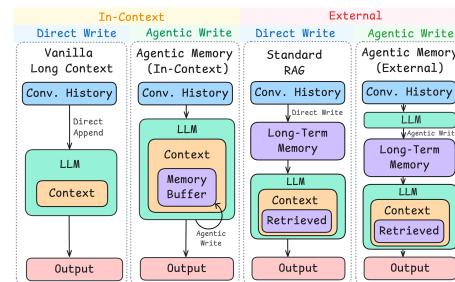 In-Context
External
Direct Write
Agentic Write
Direct Write
Agentic Write
Vanilla
Long Context
Conv. History
Direct
Append
LLM
Context
Output
Agentic Memory
(In-Context)
Conv. History
LLM
Context
Memory
Buffer
Agentic
Write
Output
Standard
RAG
Conv. History
Direct Write
Long-Term
Memory
LLM
Context
Retrieved
Output
Agentic Memory
(External)
Conv. History
LLM
Agentic Writ
Long-Term
Memory
LLM
Context
Retrieved
Output